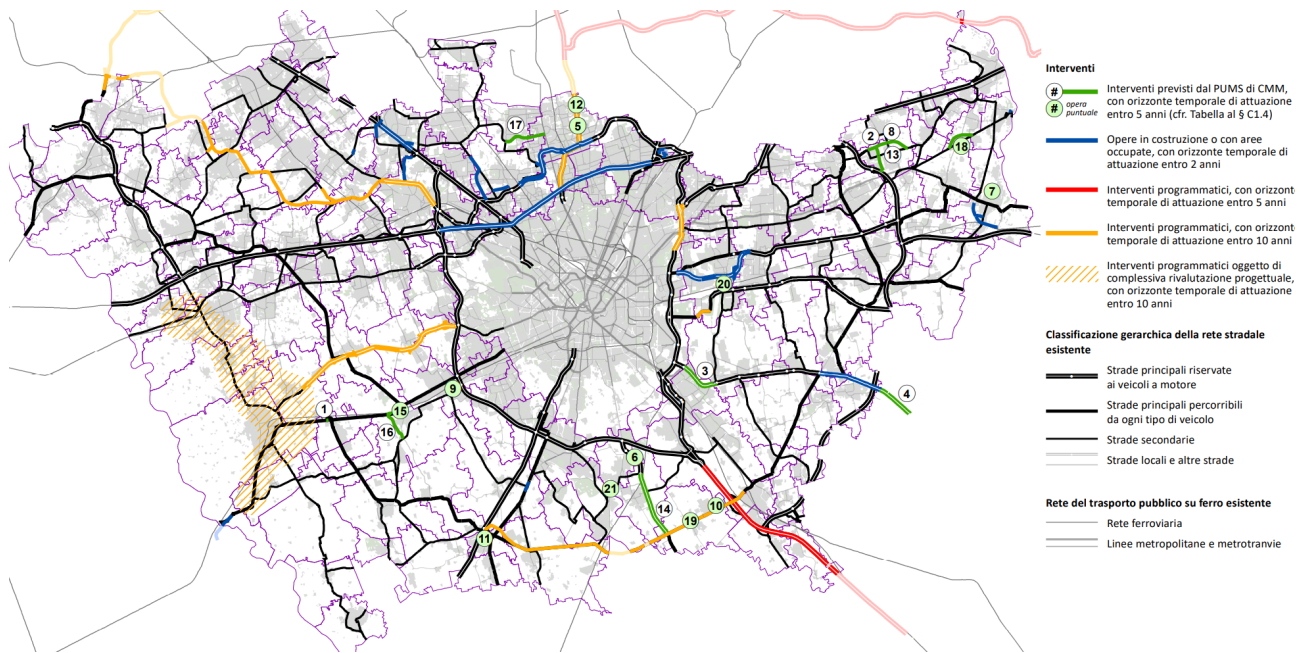 Interventi
#
Interventi previsti dal PUMS di CMM,
# opera
puntuale
con orizzonte temporale di attuazione
entro 5 anni (cfr. Tabella al § C1.4)
Opere in costruzione o con aree
occupate, con orizzonte temporale di
attuazione entro 2 anni
Interventi programmatici, con orizzonte
temporale di attuazione entro 5 anni
Interventi programmatici, con orizzonte
temporale di attuazione entro 10 anni
Interventi programmatici oggetto di
complessiva rivalutazione progettuale,
con orizzonte temporale di attuazione
entro 10 anni
Classificazione gerarchica della rete stradale
esistente
Strade principali riservate
ai veicoli a motore
Strade principali percorribili
da ogni tipo di veicolo
Strade secondarie
Strade locali e altre strade
Rete del trasporto pubblico su ferro esistente
Rete ferroviaria
Linee metropolitane e metrotranvie
12
17
5
2
8
13
18
7
20
3
4
9
1
15
16
6
21
14
10
19
11